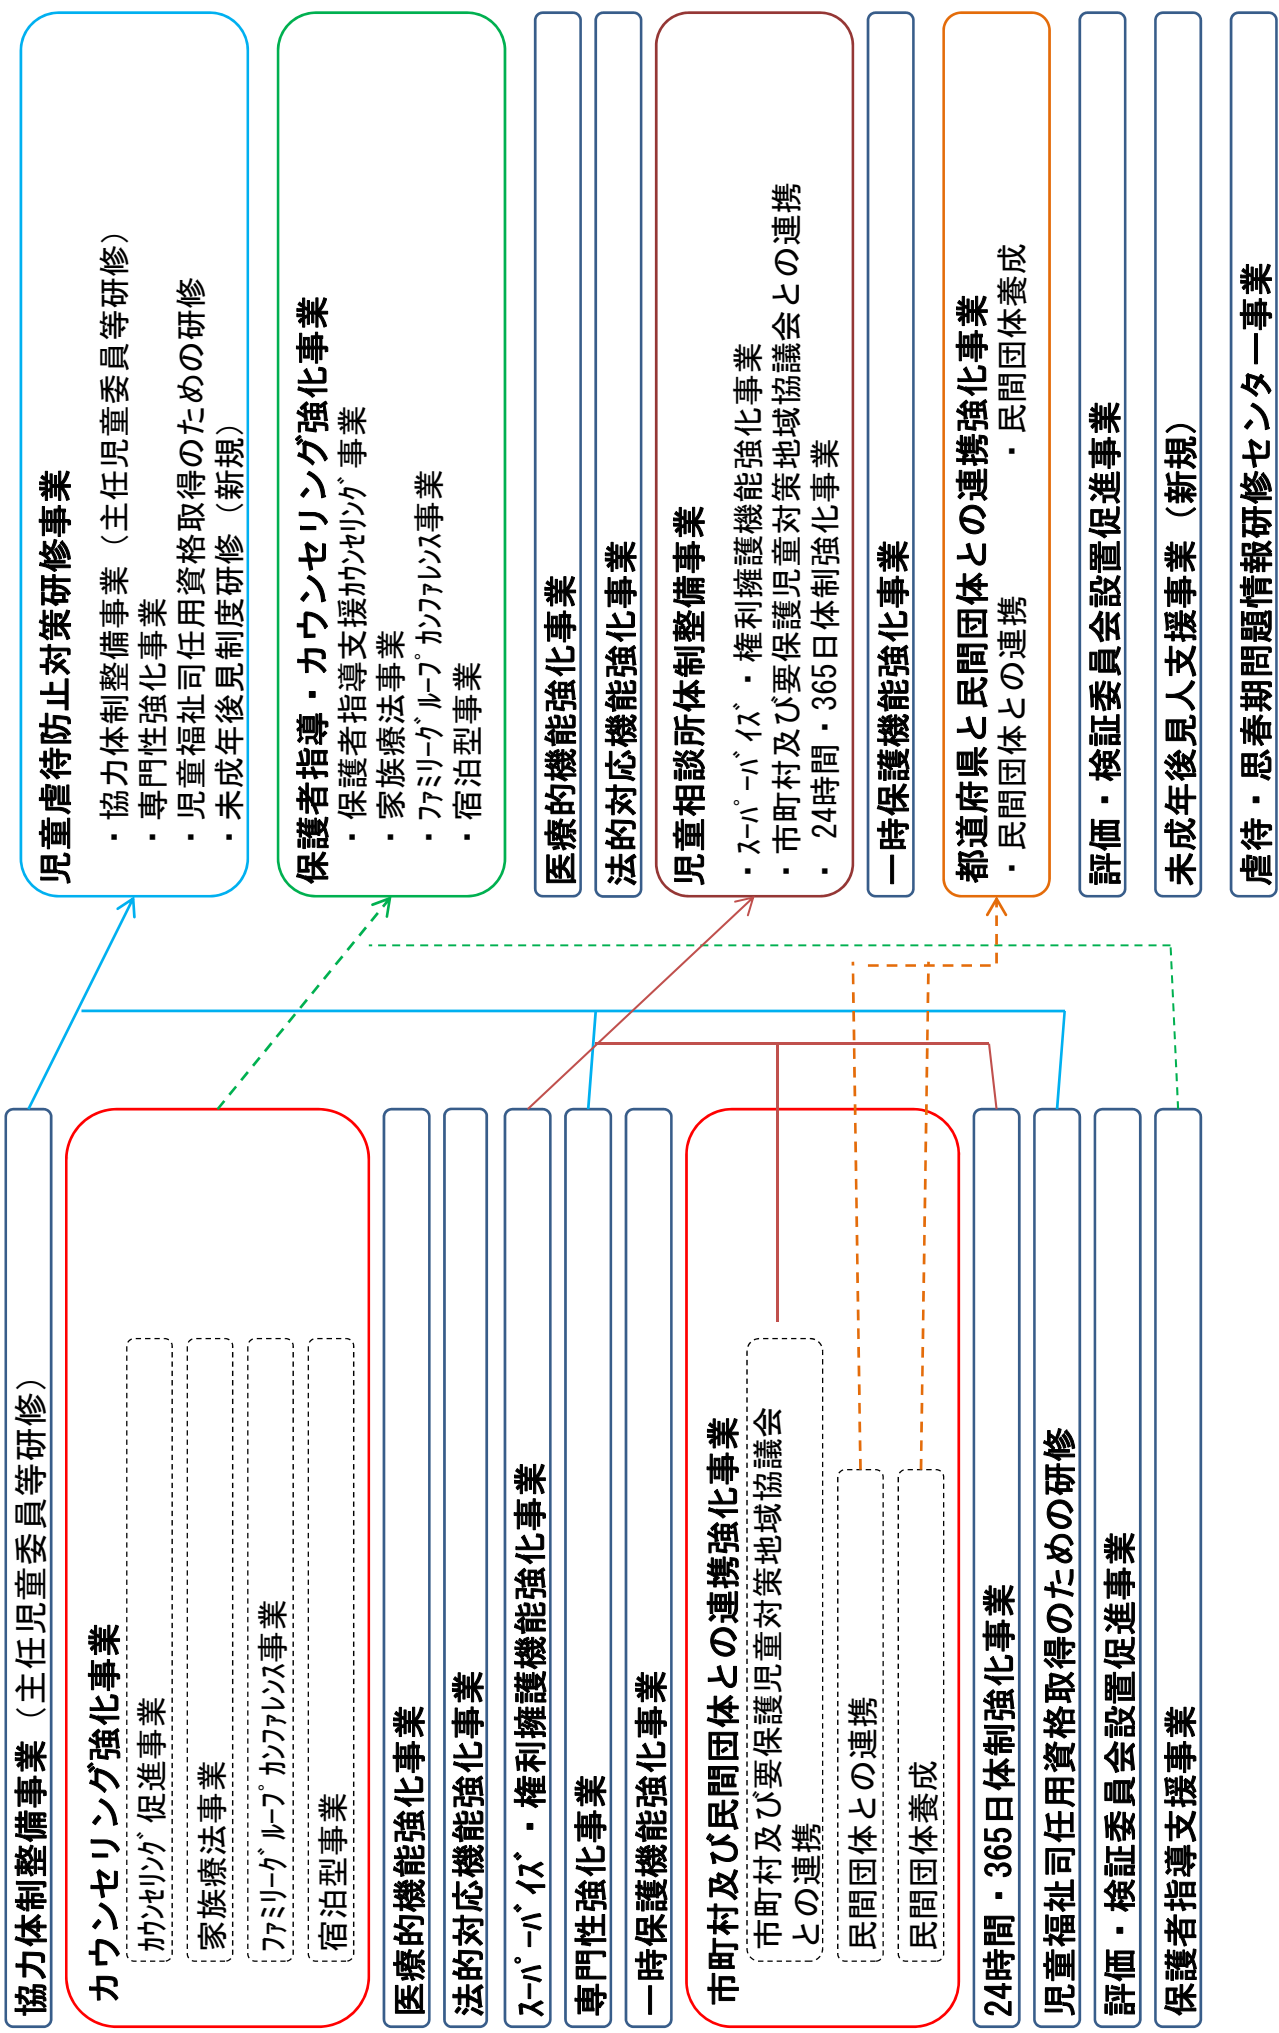 協力体制整備事業（主任児童委員等研修）
カウンセリング強化事業
ｶｳﾝｾﾘﾝｸﾞ促進事業
家族療法事業
ﾌｧﾐﾘｰｸﾞﾙｰﾌﾟｶﾝﾌｧﾚﾝｽ事業
宿泊型事業
医療的機能強化事業
法的対応機能強化事業
ｽｰﾊﾟｰﾊﾞｲｽﾞ・権利擁護機能強化事業
専門性強化事業
一時保護機能強化事業
市町村及び民間団体との連携強化事業
市町村及び要保護児童対策地域協議会
との連携
民間団体との連携
民間団体養成
24時間・365日体制強化事業
児童福祉司任用資格取得のための研修
評価・検証委員会設置促進事業
保護者指導支援事業
児童虐待防止対策研修事業
・協力体制整備事業（主任児童委員等研修）
・専門性強化事業
・児童福祉司任用資格取得のための研修
・未成年後見制度研修（新規）
保護者指導・カウンセリング強化事業
・保護者指導支援ｶｳﾝｾﾘﾝｸﾞ事業
・家族療法事業
・ﾌｧﾐﾘｰｸﾞﾙｰﾌﾟｶﾝﾌｧﾚﾝｽ事業
・宿泊型事業
医療的機能強化事業
法的対応機能強化事業
児童相談所体制整備事業
・ｽｰﾊﾟｰﾊﾞｲｽﾞ・権利擁護機能強化事業
・市町村及び要保護児童対策地域協議会との連携
・24時間・365日体制強化事業
一時保護機能強化事業
都道府県と民間団体との連携強化事業
・民間団体との連携　　　　・民間団体養成
評価・検証委員会設置促進事業
未成年後見人支援事業（新規）
虐待・思春期問題情報研修センター事業